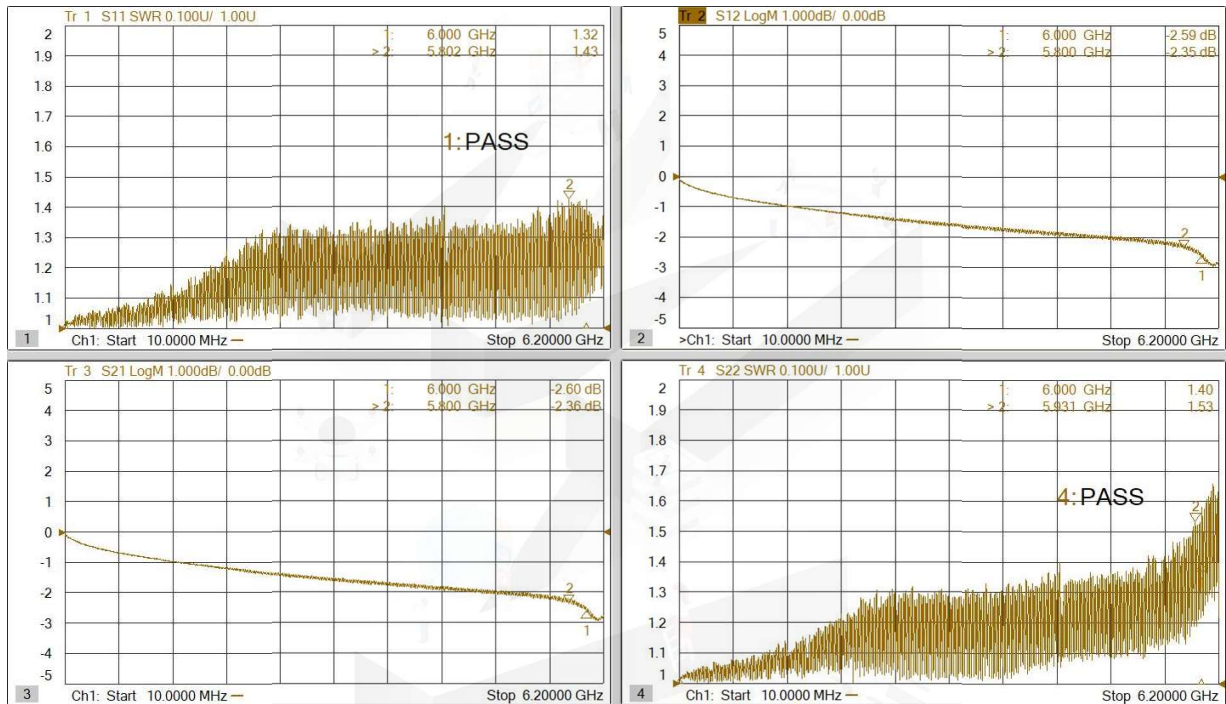 Tr 1 S11 SWR 0.100U/ 1.00U
1: 6.000 GHz 1.32
> 2: 5.802 GHz 1.43
2
1.9
1.8
1.7
1.6
1.5
1.4
1.3
1.2
1.1
1
1:PASS
2
1 Ch1: Start 10.0000 MHz — Stop 6.20000 GHz
Tr 2 S12 LogM 1.000dB/ 0.00dB
1: 6.000 GHz -2.59 dB
> 2: 5.800 GHz -2.35 dB
5
4
3
2
1
0
-1
-2
-3
-4
-5
2
1
2 >Ch1: Start 10.0000 MHz — Stop 6.20000 GHz
Tr 3 S21 LogM 1.000dB/ 0.00dB
1: 6.000 GHz -2.60 dB
> 2: 5.800 GHz -2.36 dB
5
4
3
2
1
0
-1
-2
-3
-4
-5
2
1
3 Ch1: Start 10.0000 MHz — Stop 6.20000 GHz
Tr 4 S22 SWR 0.100U/ 1.00U
1: 6.000 GHz 1.40
> 2: 5.931 GHz 1.53
2
1.9
1.8
1.7
1.6
1.5
1.4
1.3
1.2
1.1
1
4:PASS
2
4 Ch1: Start 10.0000 MHz — Stop 6.20000 GHz